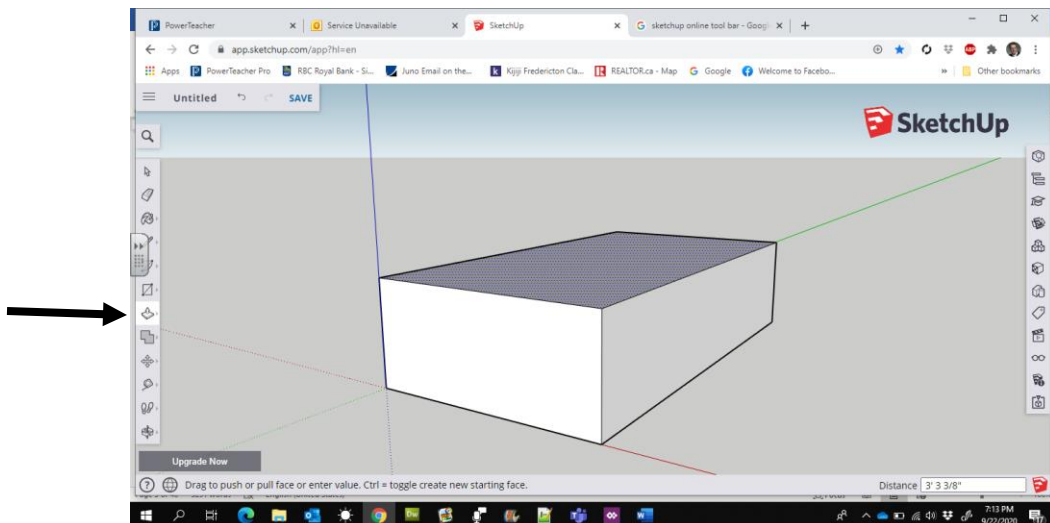 PowerTeacher
Service Unavailable
SketchUp
sketchup online tool bar - Googl
app.sketchup.com/app?hl=en
Apps PowerTeacher Pro RBC Royal Bank - Si... Juno Email on the... Kijiji Fredericton Cla... REALTOR.ca - Map Google Welcome to Facebo... » Other bookmarks
Untitled SAVE
SketchUp
Upgrade Now
Drag to push or pull face or enter value. Ctrl = toggle create new starting face. Distance 3' 3 3/8"
7:13 PM
9/22/2020